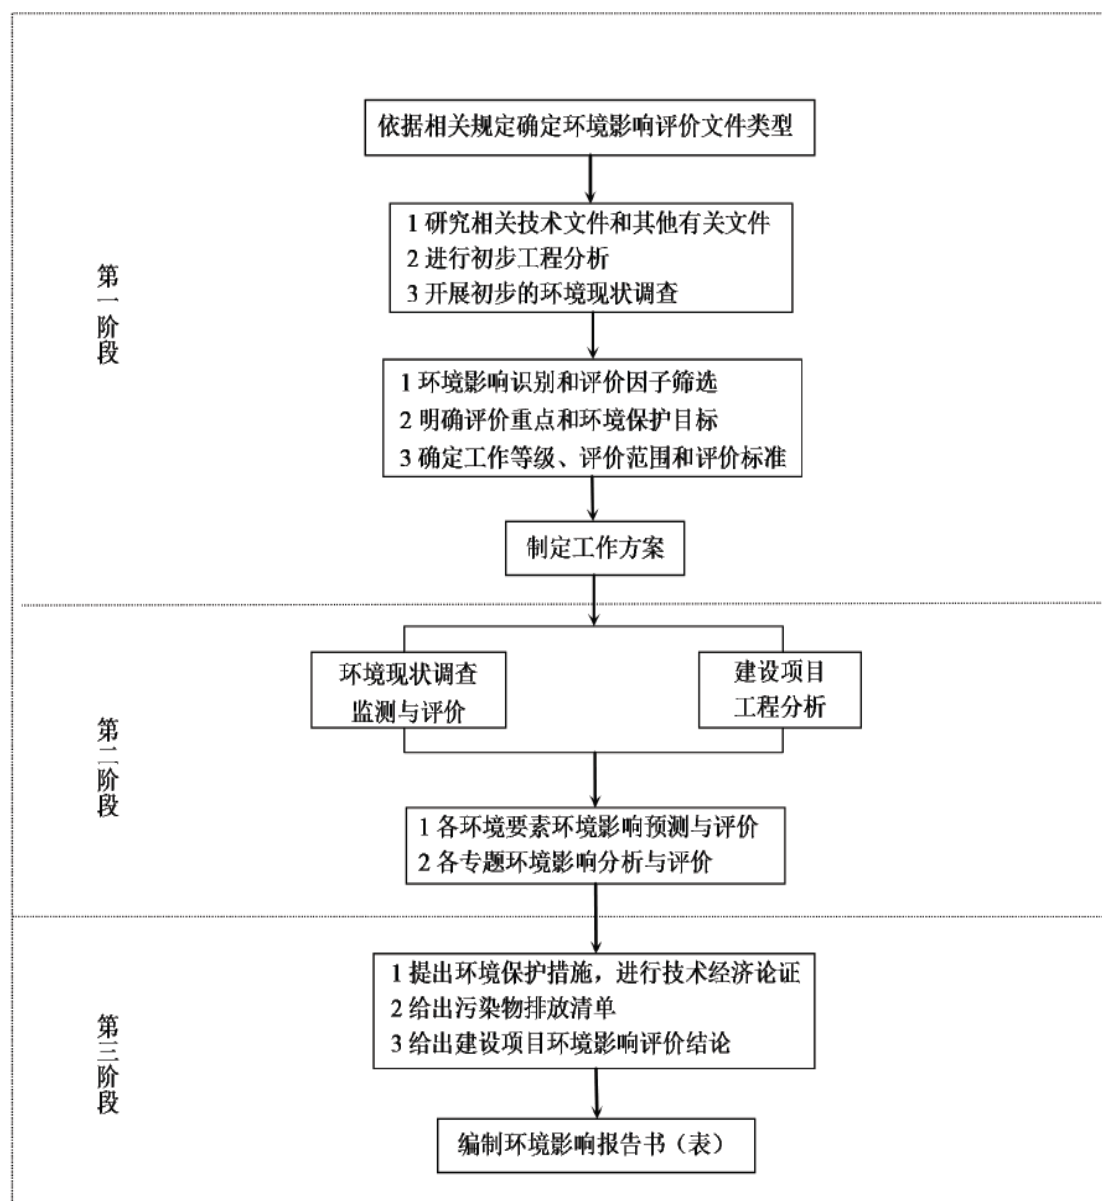 依据相关规定确定环境影响评价文件类型
1 研究相关技术文件和其他有关文件
2 进行初步工程分析
3 开展初步的环境现状调查
第一阶段
1 环境影响识别和评价因子筛选
2 明确评价重点和环境保护目标
3 确定工作等级、评价范围和评价标准
制定工作方案
环境现状调查
监测与评价
建设项目
工程分析
第二阶段
1 各环境要素环境影响预测与评价
2 各专题环境影响分析与评价
1 提出环境保护措施，进行技术经济论证
2 给出污染物排放清单
3 给出建设项目环境影响评价结论
第三阶段
编制环境影响报告书（表）